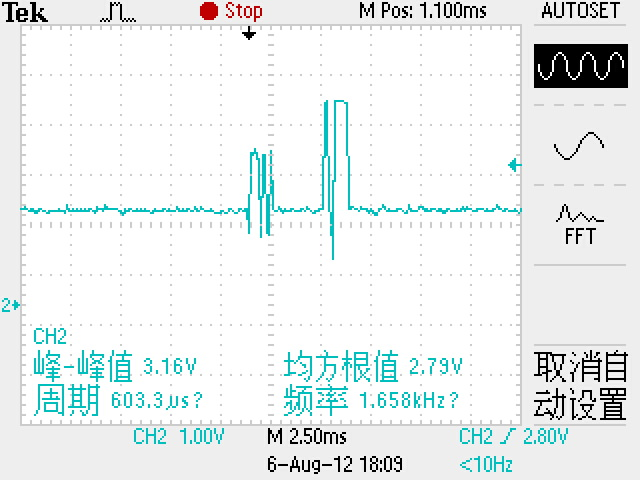 Tek Stop M Pos: 1.100ms AUTOSET
FFT
2
CH2
峰-峰值 3.16V 均方根值 2.79V
周期 603.3µs? 频率 1.658kHz?
取消自
动设置
CH2 1.00V M 2.50ms CH2 2.80V
6-Aug-12 18:09 <10Hz